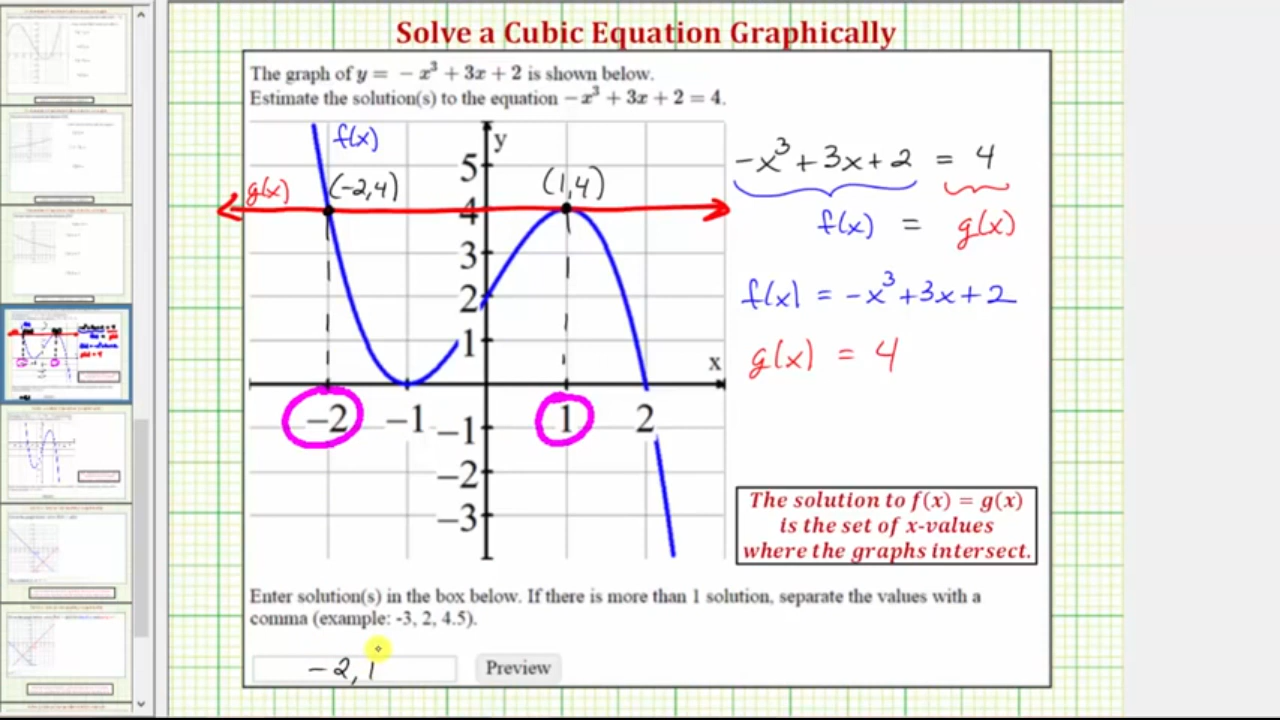 Solve a Cubic Equation Graphically
The graph of y = − x³ + 3x + 2 is shown below.
Estimate the solution(s) to the equation −x³ + 3x + 2 = 4.
f(x)
y
5
g(x)
(-2,4)
(1,4)
4
3
2
1
x
−2
−1
1
2
−1
−2
−3
-x³ + 3x + 2 = 4
f(x) = g(x)
f(x) = -x³ + 3x + 2
g(x) = 4
The solution to f(x) = g(x)
is the set of x-values
where the graphs intersect.
Enter solution(s) in the box below. If there is more than 1 solution, separate the values with a
comma (example: -3, 2, 4.5).
-2, 1
Preview